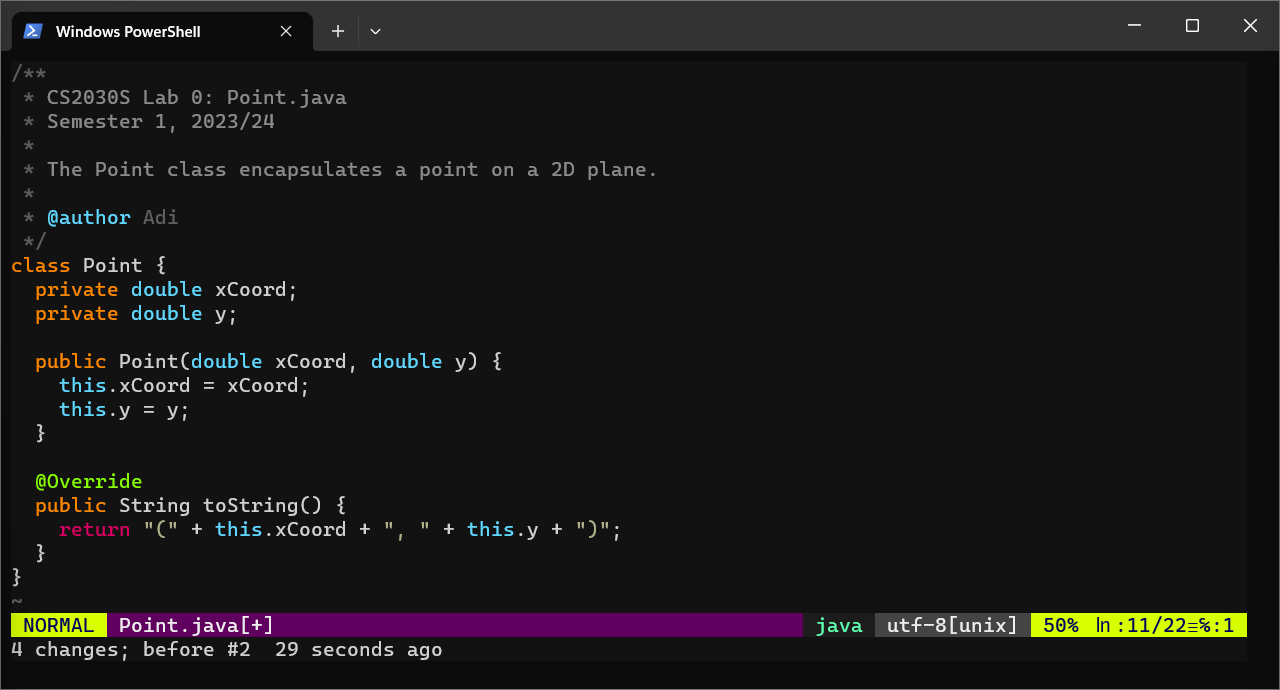 Windows PowerShell
/**
 * CS2030S Lab 0: Point.java
 * Semester 1, 2023/24
 *
 * The Point class encapsulates a point on a 2D plane.
 *
 * @author Adi
 */
class Point {
  private double xCoord;
  private double y;

  public Point(double xCoord, double y) {
    this.xCoord = xCoord;
    this.y = y;
  }

  @Override
  public String toString() {
    return "(" + this.xCoord + ", " + this.y + ")";
  }
}
~
NORMAL Point.java[+] java utf-8[unix] 50% ㏑:11/22≡℅:1
4 changes; before #2  29 seconds ago